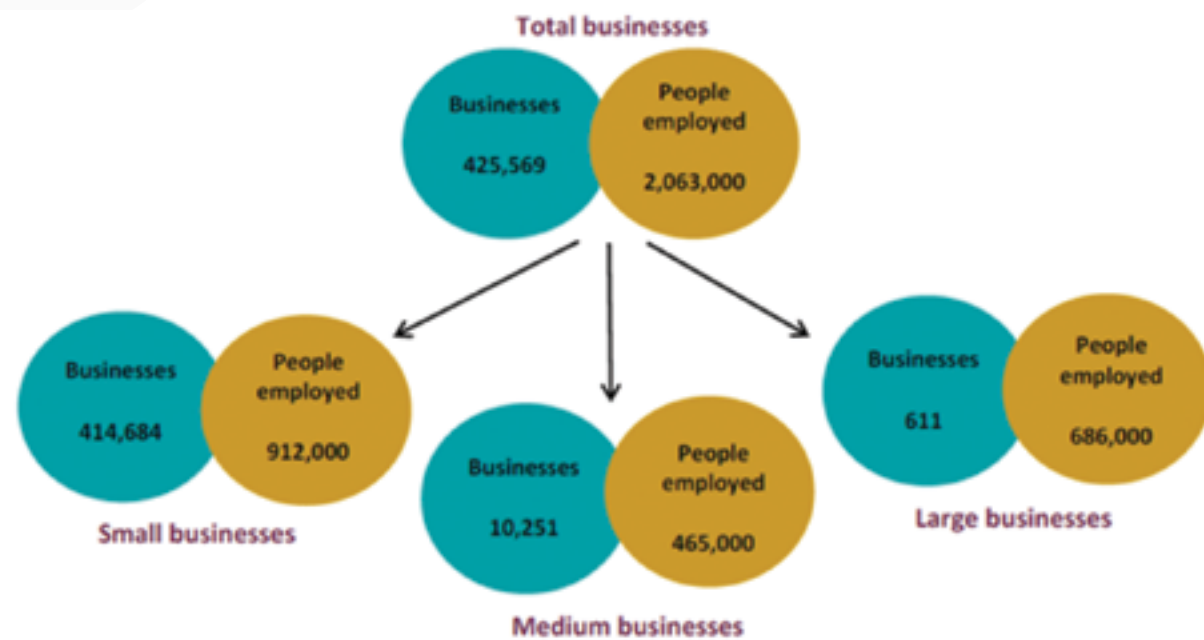 Total businesses
Businesses
425,569
People
employed
2,063,000
Businesses
414,684
People
employed
912,000
Small businesses
Businesses
10,251
People
employed
465,000
Medium businesses
Businesses
611
People
employed
686,000
Large businesses